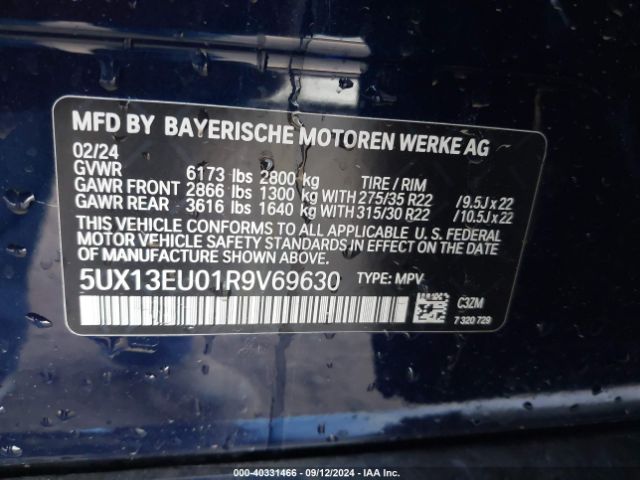 MFD BY BAYERISCHE MOTOREN WERKE AG
02/24
GVWR 6173 lbs 2800 kg TIRE / RIM
GAWR FRONT 2866 lbs 1300 kg WITH 275/35 R22 /9.5J x 22
GAWR REAR 3616 lbs 1640 kg WITH 315/30 R22 /10.5J x 22
THIS VEHICLE CONFORMS TO ALL APPLICABLE U. S. FEDERAL
MOTOR VEHICLE SAFETY STANDARDS IN EFFECT ON THE DATE
OF MANUFACTURE SHOWN ABOVE.
5UX13EU01R9V69630 TYPE: MPV
C3ZM
7 320 729
000-40331466 - 09/12/2024 - IAA Inc.